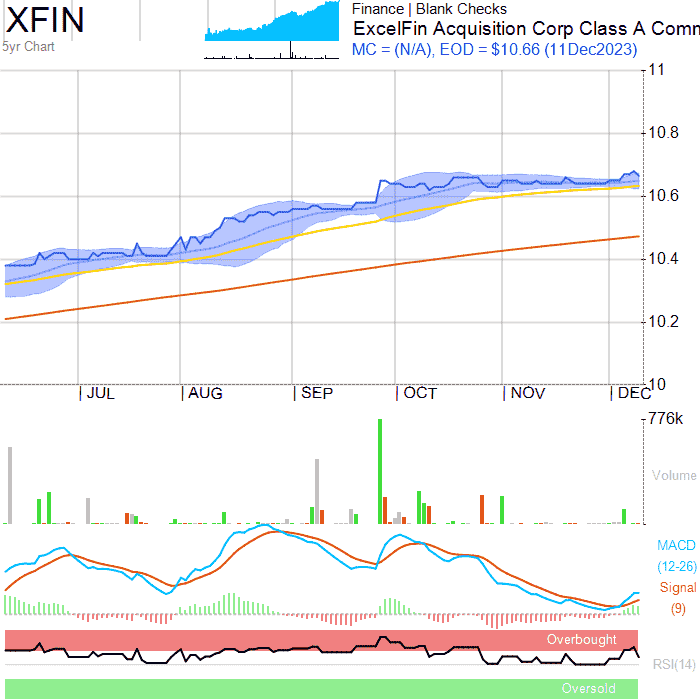 XFIN
5yr Chart
Finance | Blank Checks
ExcelFin Acquisition Corp Class A Comm
MC = (N/A), EOD = $10.66 (11Dec2023)
11
10.8
10.6
10.4
10.2
10
| JUL | AUG | SEP | OCT | NOV | DEC
776k
Volume
MACD
(12-26)
Signal
(9)
Overbought
RSI(14)
Oversold